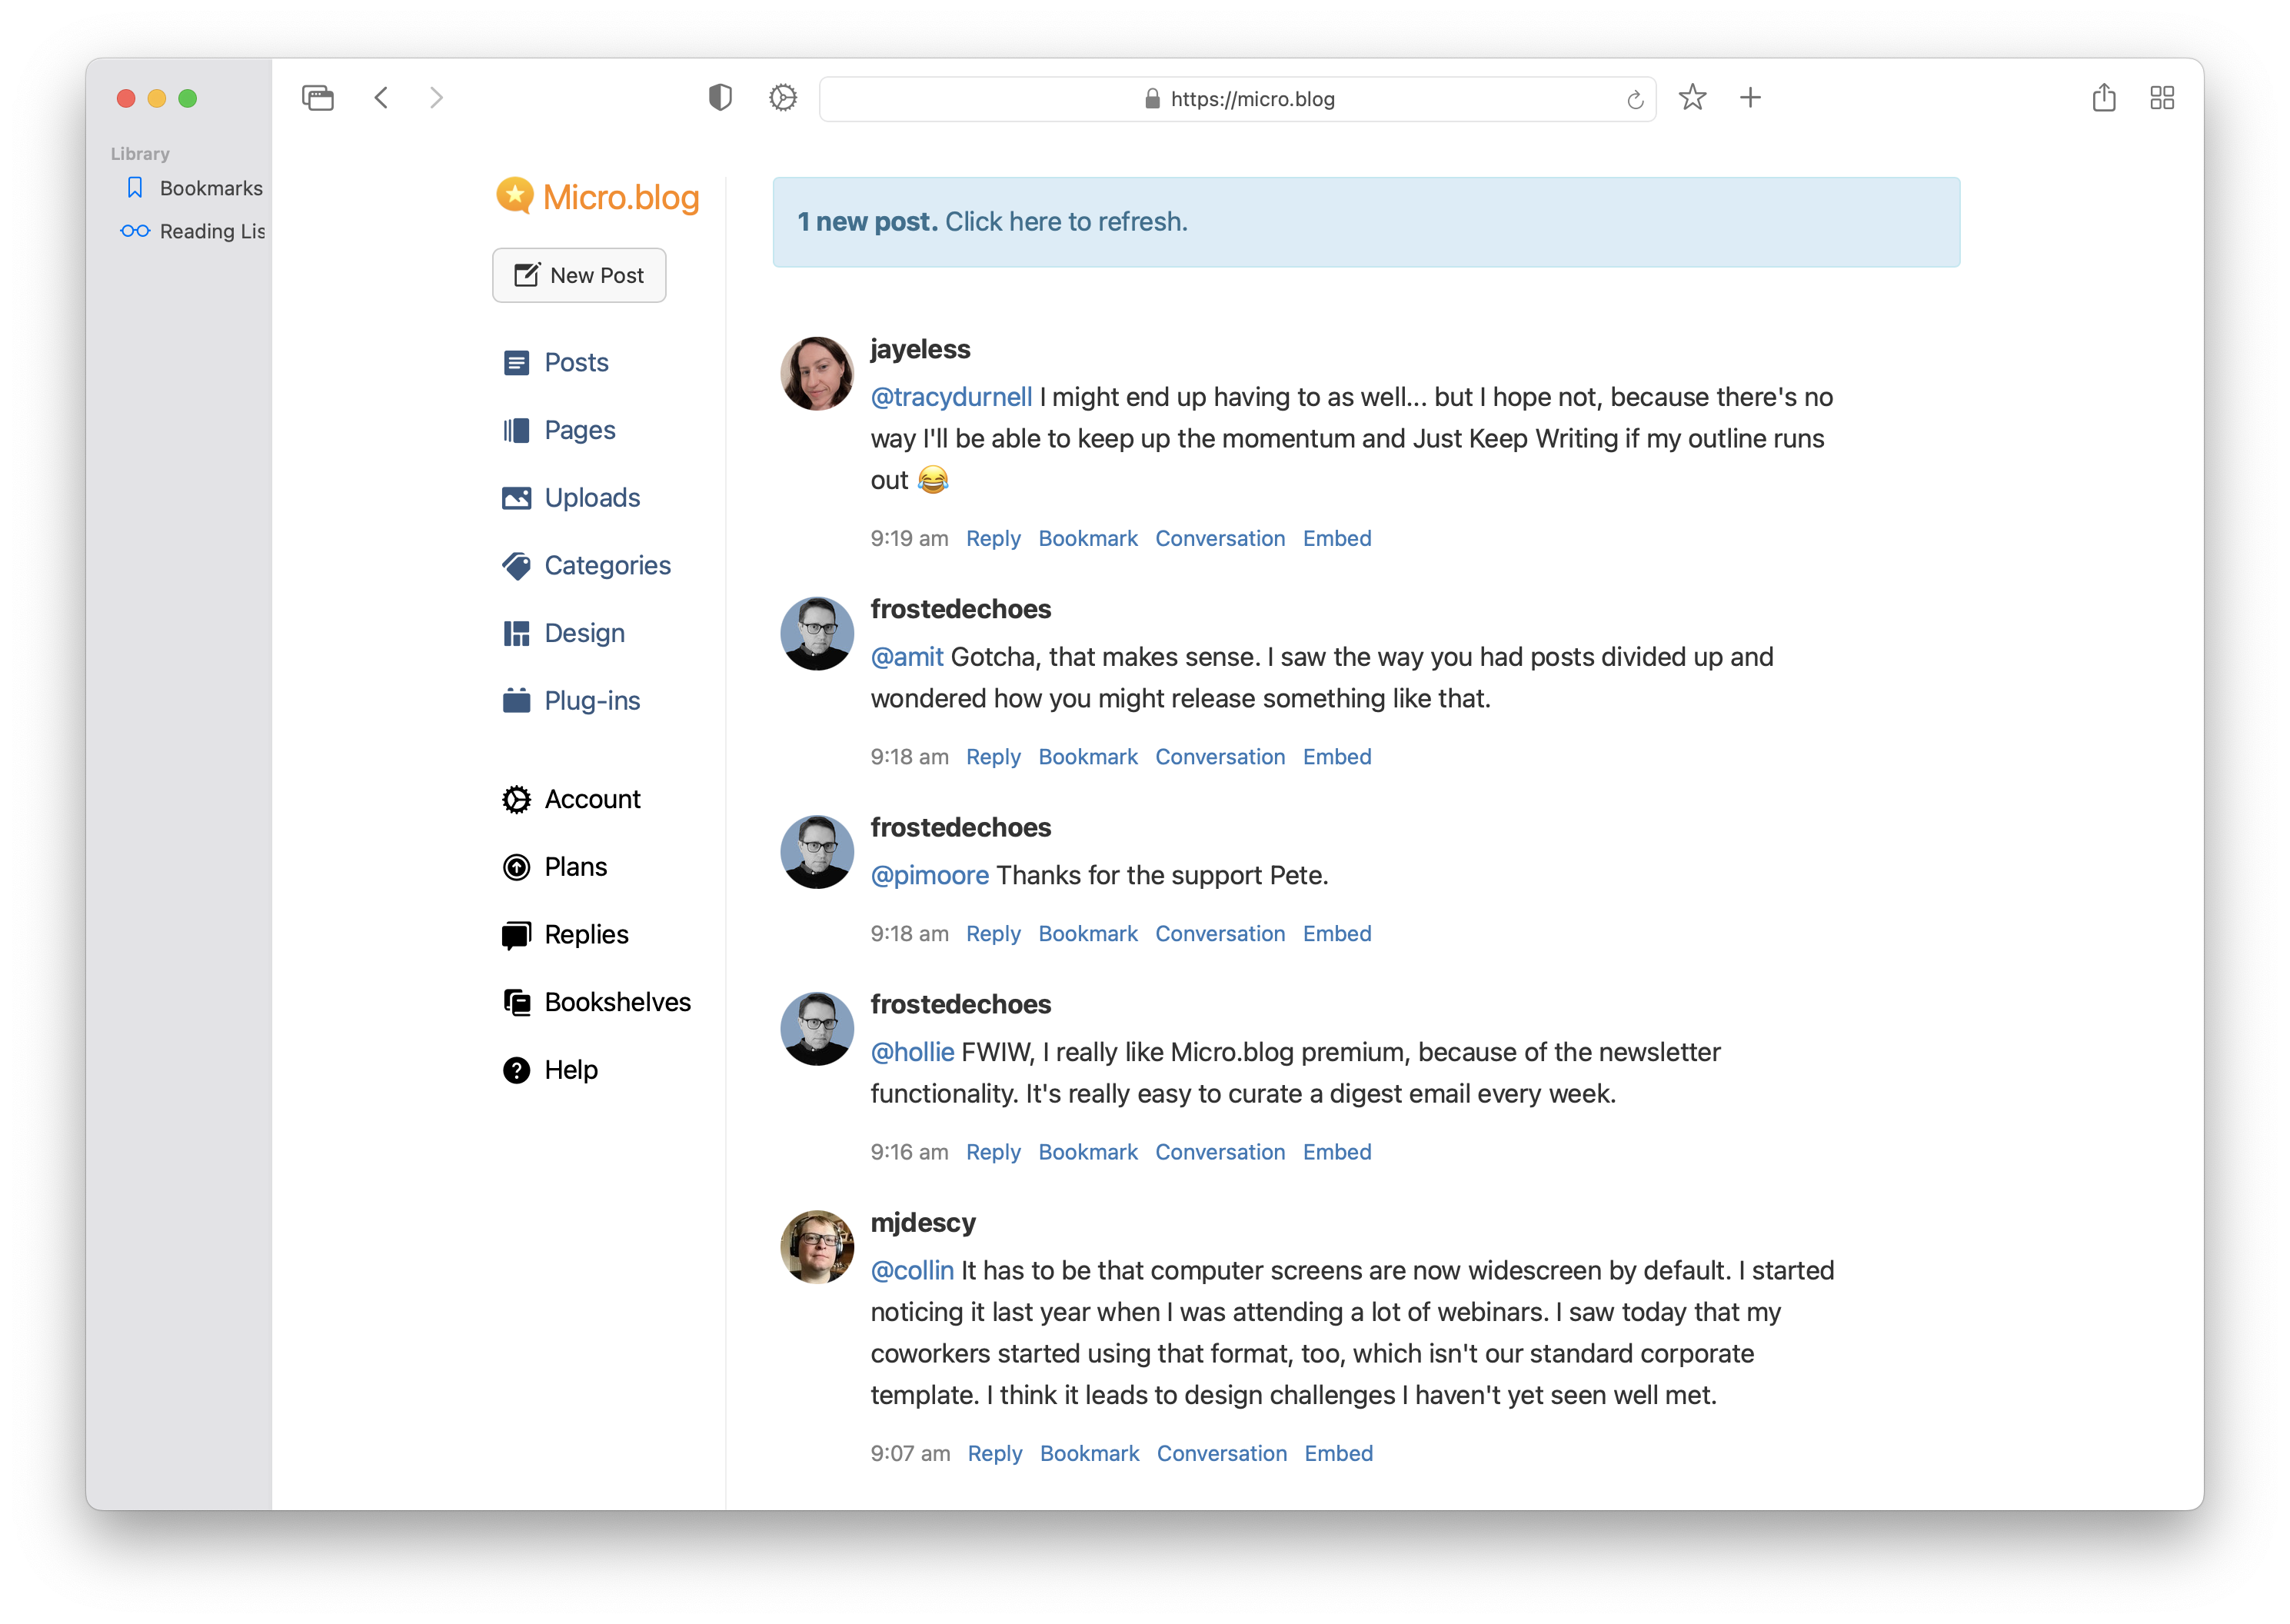 https://micro.blog
Library
Bookmarks
Reading Lis
Micro.blog
New Post
Posts
Pages
Uploads
Categories
Design
Plug-ins
Account
Plans
Replies
Bookshelves
Help
1 new post. Click here to refresh.
jayeless
@tracydurnell I might end up having to as well... but I hope not, because there's no
way I'll be able to keep up the momentum and Just Keep Writing if my outline runs
out 😂
9:19 am Reply Bookmark Conversation Embed
frostedechoes
@amit Gotcha, that makes sense. I saw the way you had posts divided up and
wondered how you might release something like that.
9:18 am Reply Bookmark Conversation Embed
frostedechoes
@pimoore Thanks for the support Pete.
9:18 am Reply Bookmark Conversation Embed
frostedechoes
@hollie FWIW, I really like Micro.blog premium, because of the newsletter
functionality. It's really easy to curate a digest email every week.
9:16 am Reply Bookmark Conversation Embed
mjdescy
@collin It has to be that computer screens are now widescreen by default. I started
noticing it last year when I was attending a lot of webinars. I saw today that my
coworkers started using that format, too, which isn't our standard corporate
template. I think it leads to design challenges I haven't yet seen well met.
9:07 am Reply Bookmark Conversation Embed